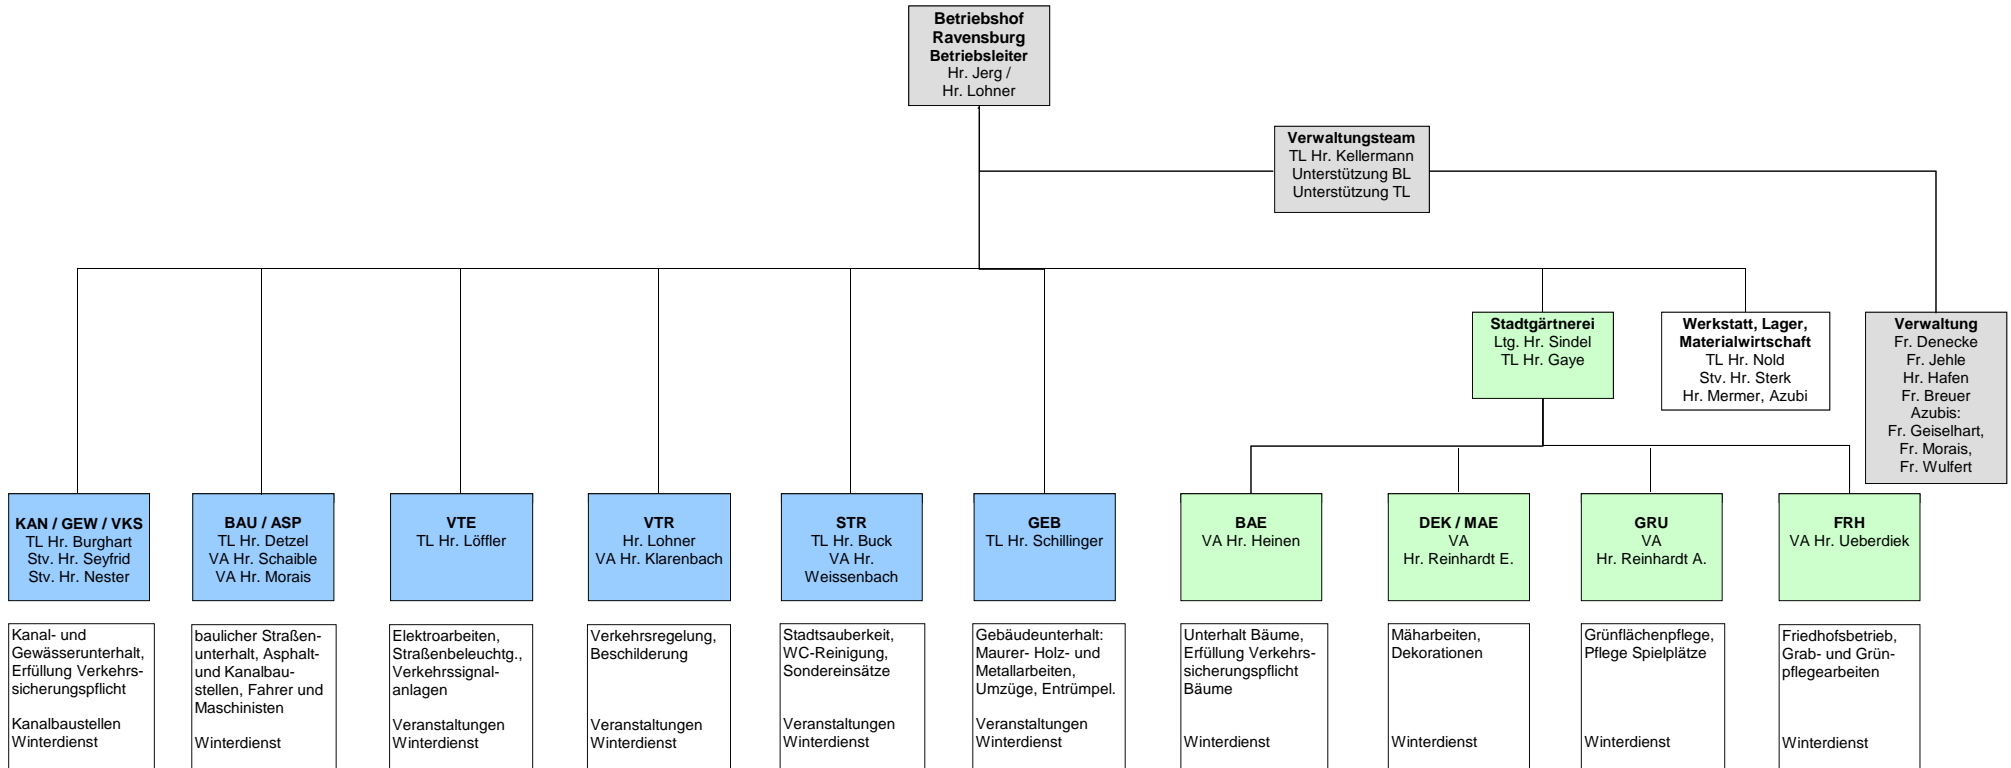 Betriebshof
Ravensburg
Betriebsleiter
Hr. Jerg /
Hr. Lohner
Verwaltungsteam
TL Hr. Kellermann
Unterstützung BL
Unterstützung TL
Stadtgärtnerei
Ltg. Hr. Sindel
TL Hr. Gaye
Werkstatt, Lager,
Materialwirtschaft
TL Hr. Nold
Stv. Hr. Sterk
Hr. Mermer, Azubi
Verwaltung
Fr. Denecke
Fr. Jehle
Hr. Hafen
Fr. Breuer
Azubis:
Fr. Geiselhart,
Fr. Morais,
Fr. Wulfert
KAN / GEW / VKS
TL Hr. Burghart
Stv. Hr. Seyfrid
Stv. Hr. Nester
BAU / ASP
TL Hr. Detzel
VA Hr. Schaible
VA Hr. Morais
VTE
TL Hr. Löffler
VTR
Hr. Lohner
VA Hr. Klarenbach
STR
TL Hr. Buck
VA Hr.
Weissenbach
GEB
TL Hr. Schillinger
BAE
VA Hr. Heinen
DEK / MAE
VA
Hr. Reinhardt E.
GRU
VA
Hr. Reinhardt A.
FRH
VA Hr. Ueberdiek
Kanal- und
Gewässerunterhalt,
Erfüllung Verkehrs-
sicherungspflicht
Kanalbaustellen
Winterdienst
baulicher Straßen-
unterhalt, Asphalt-
und Kanalbau-
stellen, Fahrer und
Maschinisten
Winterdienst
Elektroarbeiten,
Straßenbeleuchtg.,
Verkehrssignal-
anlagen
Veranstaltungen
Winterdienst
Verkehrsregelung,
Beschilderung
Veranstaltungen
Winterdienst
Stadtsauberkeit,
WC-Reinigung,
Sondereinsätze
Veranstaltungen
Winterdienst
Gebäudeunterhalt:
Maurer- Holz- und
Metallarbeiten,
Umzüge, Entrümpel.
Veranstaltungen
Winterdienst
Unterhalt Bäume,
Erfüllung Verkehrs-
sicherungspflicht
Bäume
Winterdienst
Mäharbeiten,
Dekorationen
Winterdienst
Grünflächenpflege,
Pflege Spielplätze
Winterdienst
Friedhofsbetrieb,
Grab- und Grün-
pflegearbeiten
Winterdienst